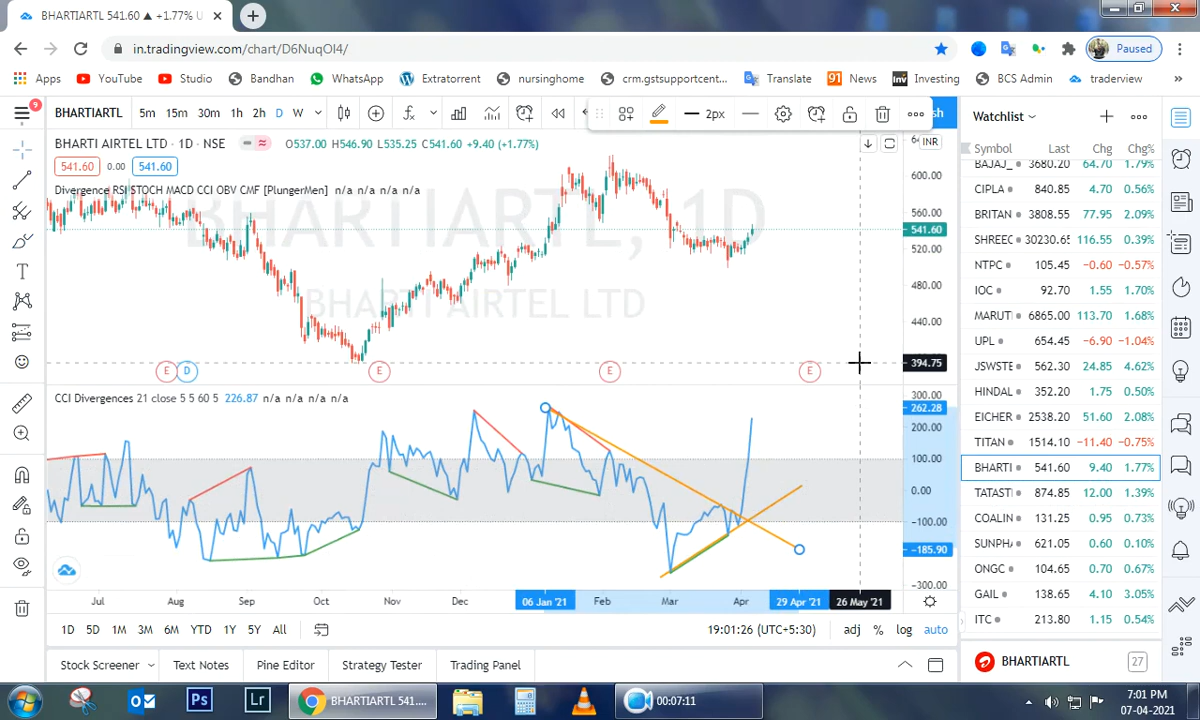 BHARTIARTL 541.60 ▲ +1.77% U
in.tradingview.com/chart/D6NuqOI4/
Paused
Apps YouTube Studio Bandhan WhatsApp Extratorrent nursinghome crm.gstsupportcent... Translate News Investing BCS Admin traderview »
9 BHARTIARTL 5m 15m 30m 1h 2h D W 2px sh
Watchlist
BHARTI AIRTEL LTD · 1D · NSE O537.00 H546.90 L535.25 C541.60 +9.40 (+1.77%)
INR
541.60 0.00 541.60
Divergence RSI STOCH MACD CCI OBV CMF [PlungerMen] n/a n/a n/a n/a
BHARTIARTL, 1D
BHARTI AIRTEL LTD
600.00
560.00
541.60
520.00
480.00
440.00
394.75
E D E E E
CCI Divergences 21 close 5 5 60 5 226.87 n/a n/a n/a n/a
300.00
262.28
200.00
100.00
0.00
-100.00
-185.90
-300.00
Jul Aug Sep Oct Nov Dec 06 Jan '21 Feb Mar Apr 29 Apr '21 26 May '21
1D 5D 1M 3M 6M YTD 1Y 5Y All
19:01:26 (UTC+5:30) adj % log auto
Stock Screener Text Notes Pine Editor Strategy Tester Trading Panel
Symbol Last Chg Chg%
BAJAJ_ 3680.20 64.70 1.79%
CIPLA 840.85 4.70 0.56%
BRITAN 3808.55 77.95 2.09%
SHREEC 30230.65 116.55 0.39%
NTPC 105.45 -0.60 -0.57%
IOC 92.70 1.55 1.70%
MARUT 6865.00 113.70 1.68%
UPL 654.45 -6.90 -1.04%
JSWSTE 562.30 24.85 4.62%
HINDAL 352.20 1.75 0.50%
EICHER 2538.20 51.60 2.08%
TITAN 1514.10 -11.40 -0.75%
BHARTI 541.60 9.40 1.77%
TATAST 874.85 12.00 1.39%
COALIN 131.25 0.95 0.73%
SUNPH 621.05 0.60 0.10%
ONGC 104.65 0.70 0.67%
GAIL 138.65 4.10 3.05%
ITC 213.80 1.15 0.54%
BHARTIARTL 27
Ps Lr BHARTIARTL 541.... 00:07:11
7:01 PM
07-04-2021